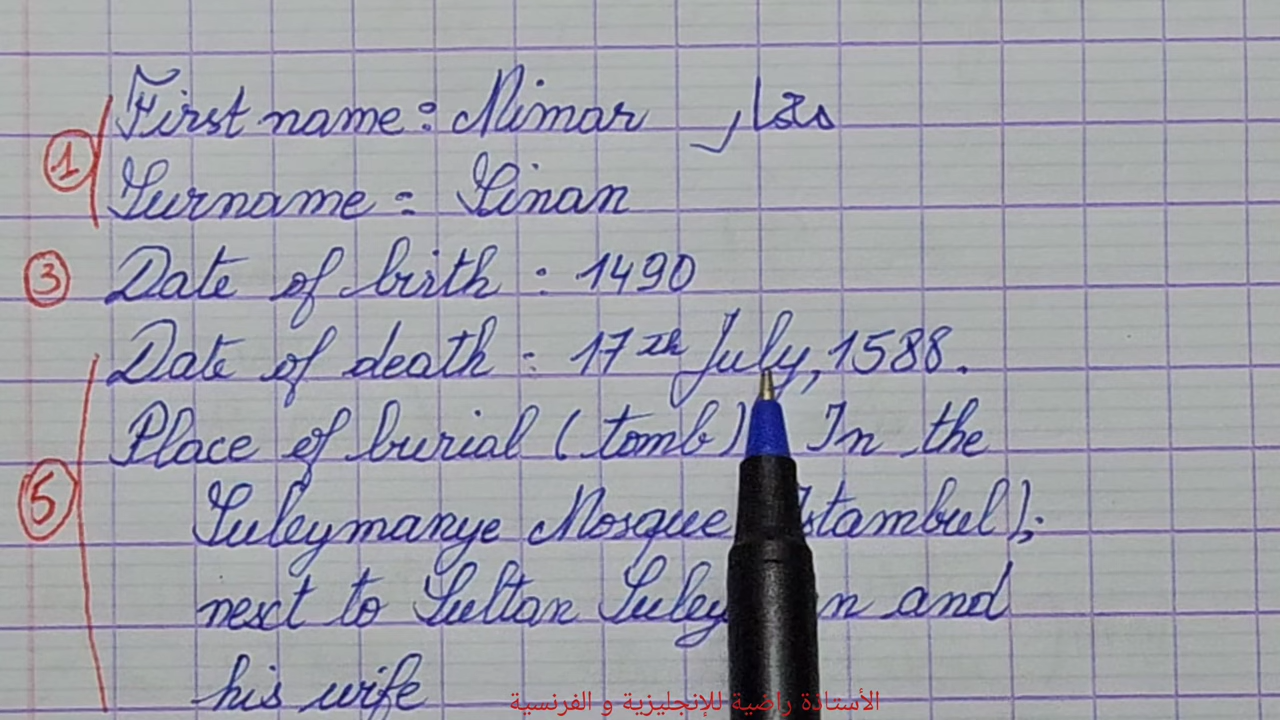 ① First name : Mimar معمار
Surname : Sinan
③ Date of birth : 1490
Date of death : 17th July, 1588.
Place of burial (tomb) In the
⑤ Suleymanye Mosque Istambul);
next to Sultan and
his wife
الأستاذة راضية للإنجليزية و الفرنسية